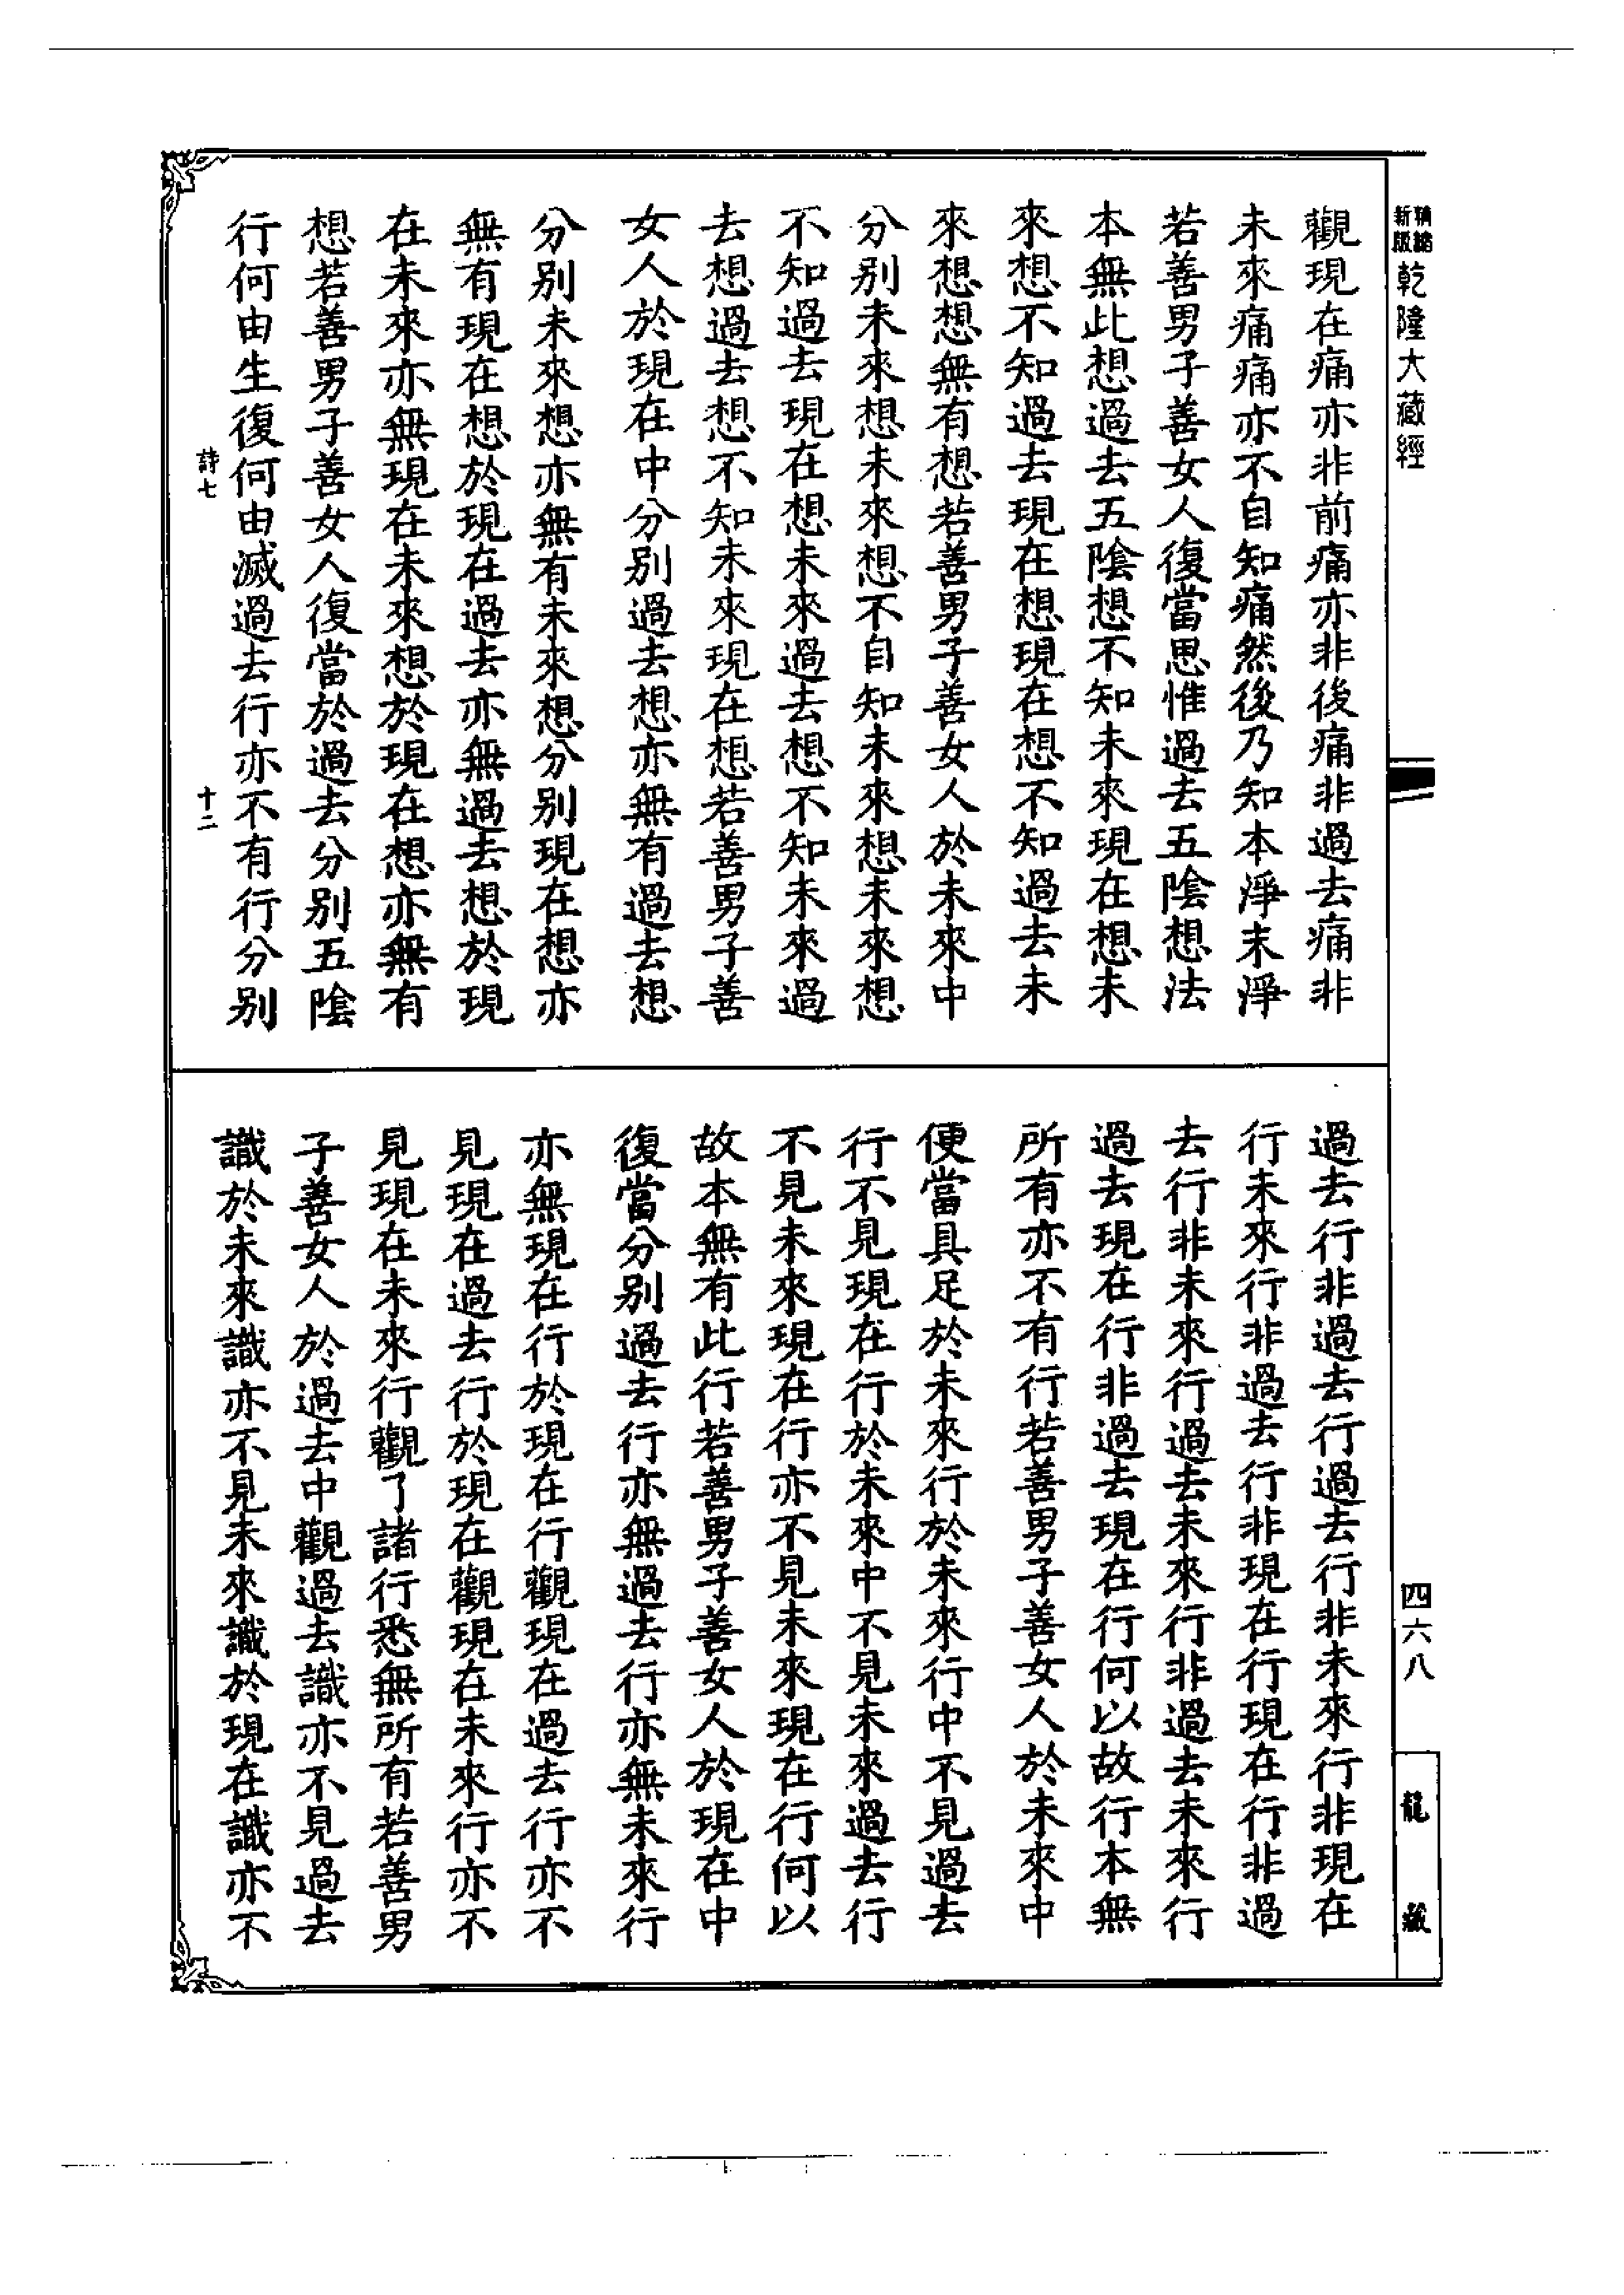 精縮新版乾隆大藏經
觀現在痛亦非前痛亦非後痛非過去痛非
未來痛痛亦不自知痛然後乃知本淨末淨
若善男子善女人復當思惟過去五陰想法
本無此想過去五陰想不知未來現在想未
來想不知過去現在想現在想不知過去未
來想想無有想若善男子善女人於未來中
分別未來想未來想不自知未來想未來想
不知過去現在想未來過去想不知未來過
去想過去想不知未來現在想若善男子善
女人於現在中分別過去想亦無有過去想
分別未來想亦無有未來想分別現在想亦
無有現在想於現在過去亦無過去想於現
在未來亦無現在未來想於現在想亦無有
想若善男子善女人復當於過去分別五陰
行何由生復何由滅過去行亦不有行分別
詩七
十二
過去行非過去行過去行非未來行非現在
行未來行非過去行非現在行現在行非過
去行非未來行過去未來行非過去未來行
過去現在行非過去現在行何以故行本無
所有亦不有行若善男子善女人於未來中
便當具足於未來行於未來行中不見過去
行不見現在行於未來中不見未來過去行
不見未來現在行亦不見未來現在行何以
故本無有此行若善男子善女人於現在中
復當分別過去行亦無過去行亦無未來行
亦無現在行於現在行觀現在過去行亦不
見現在過去行於現在觀現在未來行亦不
見現在未來行觀了諸行悉無所有若善男
子善女人於過去中觀過去識亦不見過去
識於未來識亦不見未來識於現在識亦不
四六八
龍藏